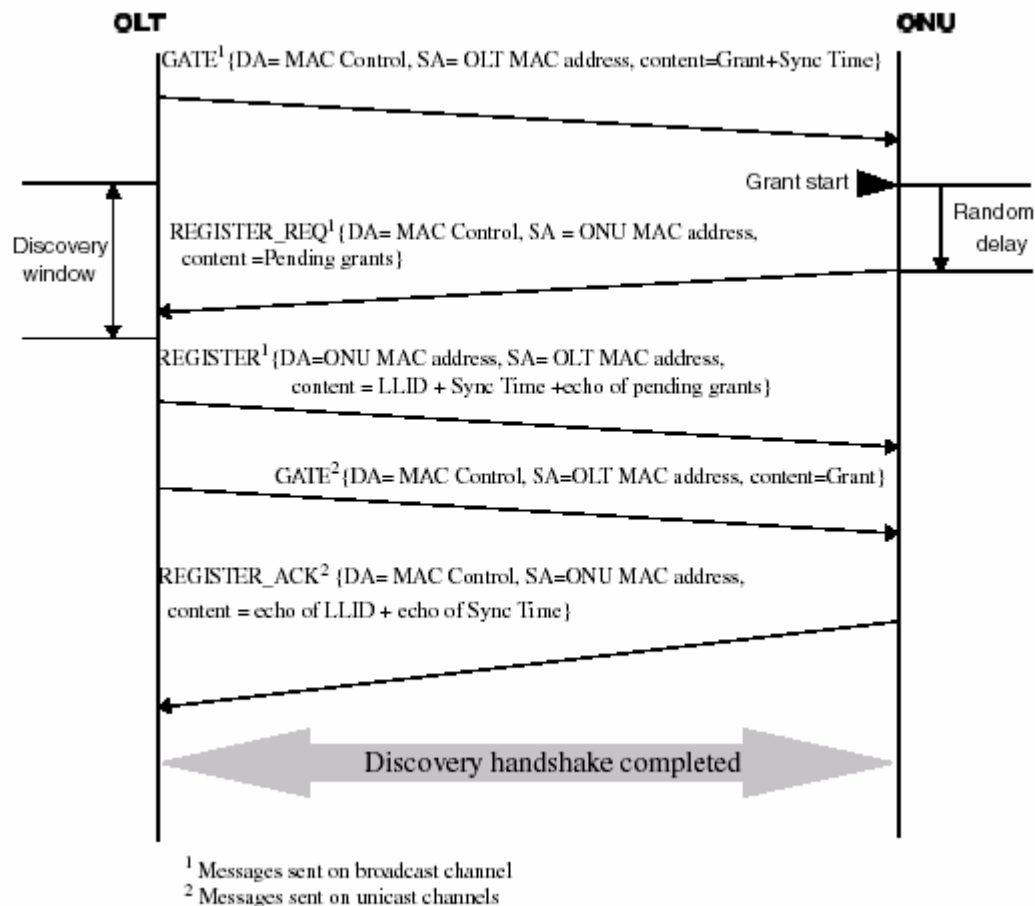 OLT
ONU
GATE¹{DA= MAC Control, SA= OLT MAC address, content=Grant+Sync Time}
Grant start
Random
delay
Discovery
window
REGISTER_REQ¹{DA= MAC Control, SA = ONU MAC address,
content =Pending grants}
REGISTER¹{DA=ONU MAC address, SA= OLT MAC address,
content = LLID + Sync Time +echo of pending grants}
GATE²{DA= MAC Control, SA=OLT MAC address, content=Grant}
REGISTER_ACK² {DA= MAC Control, SA=ONU MAC address,
content = echo of LLID + echo of Sync Time}
Discovery handshake completed
¹ Messages sent on broadcast channel
² Messages sent on unicast channels